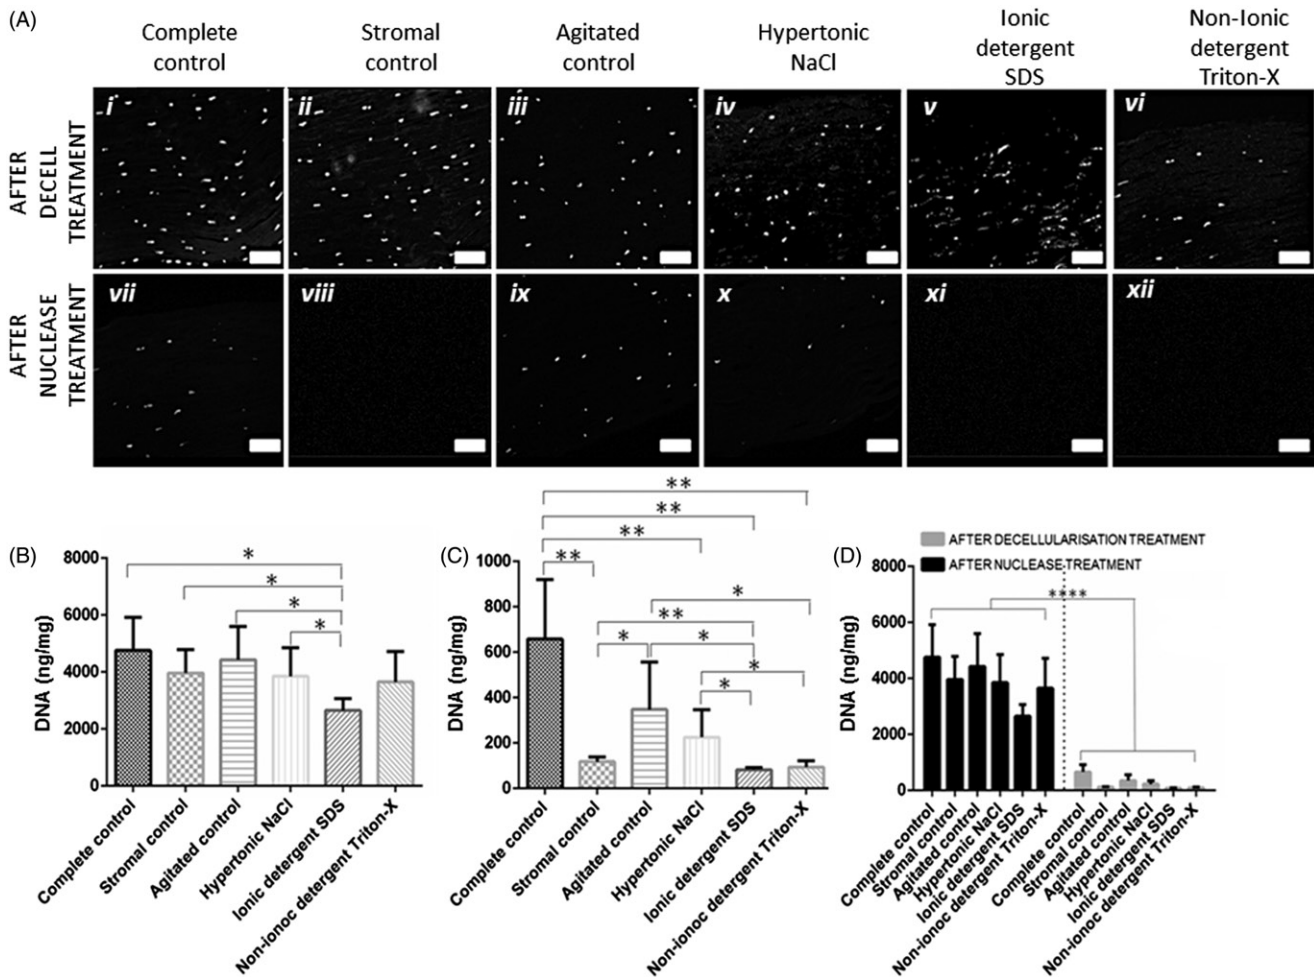 (A)
Complete
control
Stromal
control
Agitated
control
Hypertonic
NaCl
Ionic
detergent
SDS
Non-Ionic
detergent
Triton-X
AFTER
DECELL
TREATMENT
i
ii
iii
iv
v
vi
AFTER
NUCLEASE
TREATMENT
vii
viii
ix
x
xi
xii
(B)
DNA (ng/mg)
8000
6000
4000
2000
0
*
*
*
*
Complete control
Stromal control
Agitated control
Hypertonic NaCl
Ionic detergent SDS
Non-ionoc detergent Triton-X
(C)
DNA (ng/mg)
1000
800
600
400
200
0
**
**
**
**
*
**
*
*
*
*
Complete control
Stromal control
Agitated control
Hypertonic NaCl
Ionic detergent SDS
Non-ionoc detergent Triton-X
(D)
AFTER DECELLULARISATION TREATMENT
AFTER NUCLEASE TREATMENT
DNA (ng/mg)
8000
6000
4000
2000
0
****
Complete control
Stromal control
Agitated control
Hypertonic NaCl
Ionic detergent SDS
Non-ionoc detergent Triton-X
Complete control
Stromal control
Agitated control
Hypertonic NaCl
Ionic detergent SDS
Non-ionoc detergent Triton-X